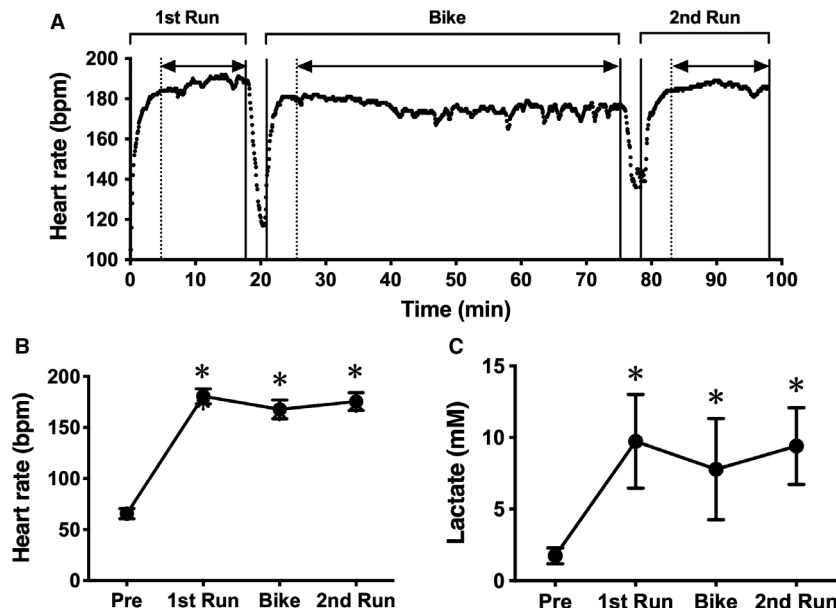 A
1st Run Bike 2nd Run
Heart rate (bpm)
200
180
160
140
120
100
0 10 20 30 40 50 60 70 80 90 100
Time (min)
B
Heart rate (bpm)
200
150
100
50
0
* * *
*
Pre 1st Run Bike 2nd Run
C
Lactate (mM)
15
10
5
0
* * *
Pre 1st Run Bike 2nd Run